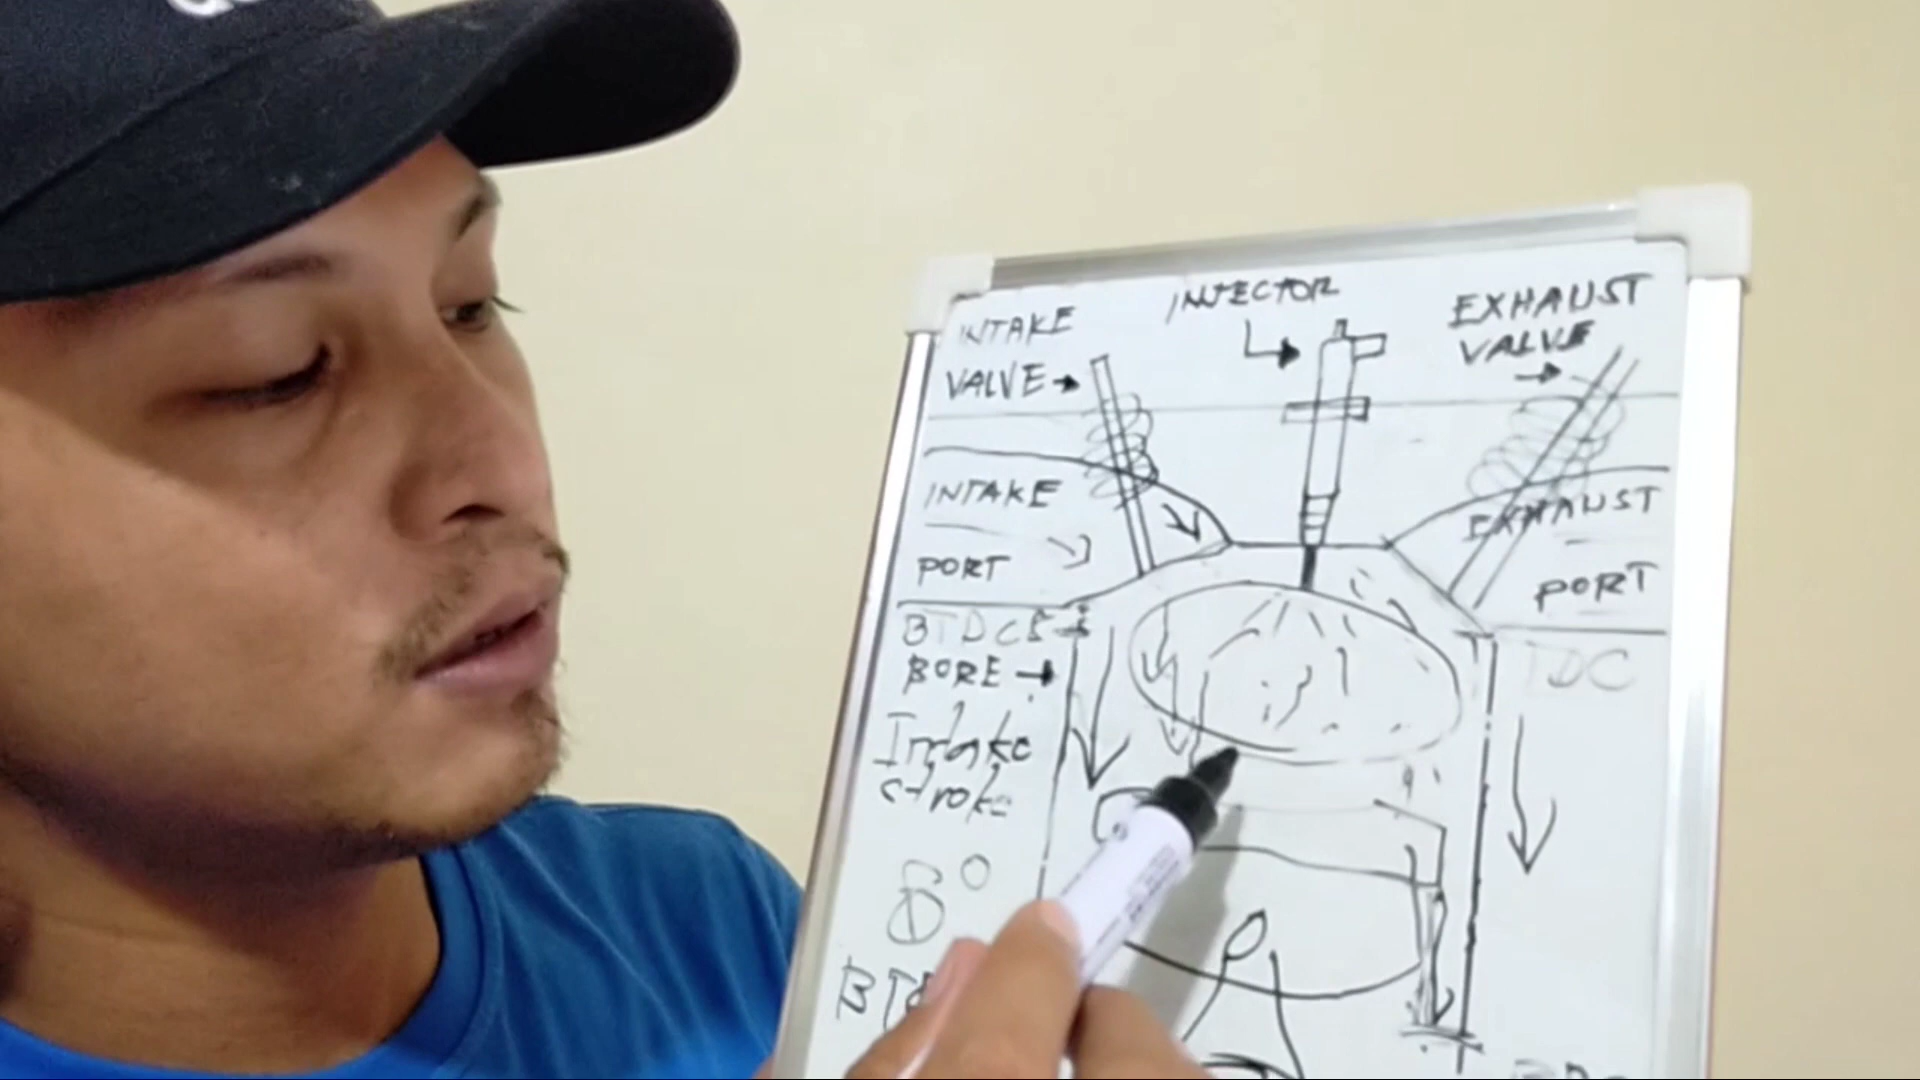 INTAKE
VALVE
INJECTOR
EXHAUST
VALVE
INTAKE
PORT
EXHAUST
PORT
BORE
TDC
Intake
stroke